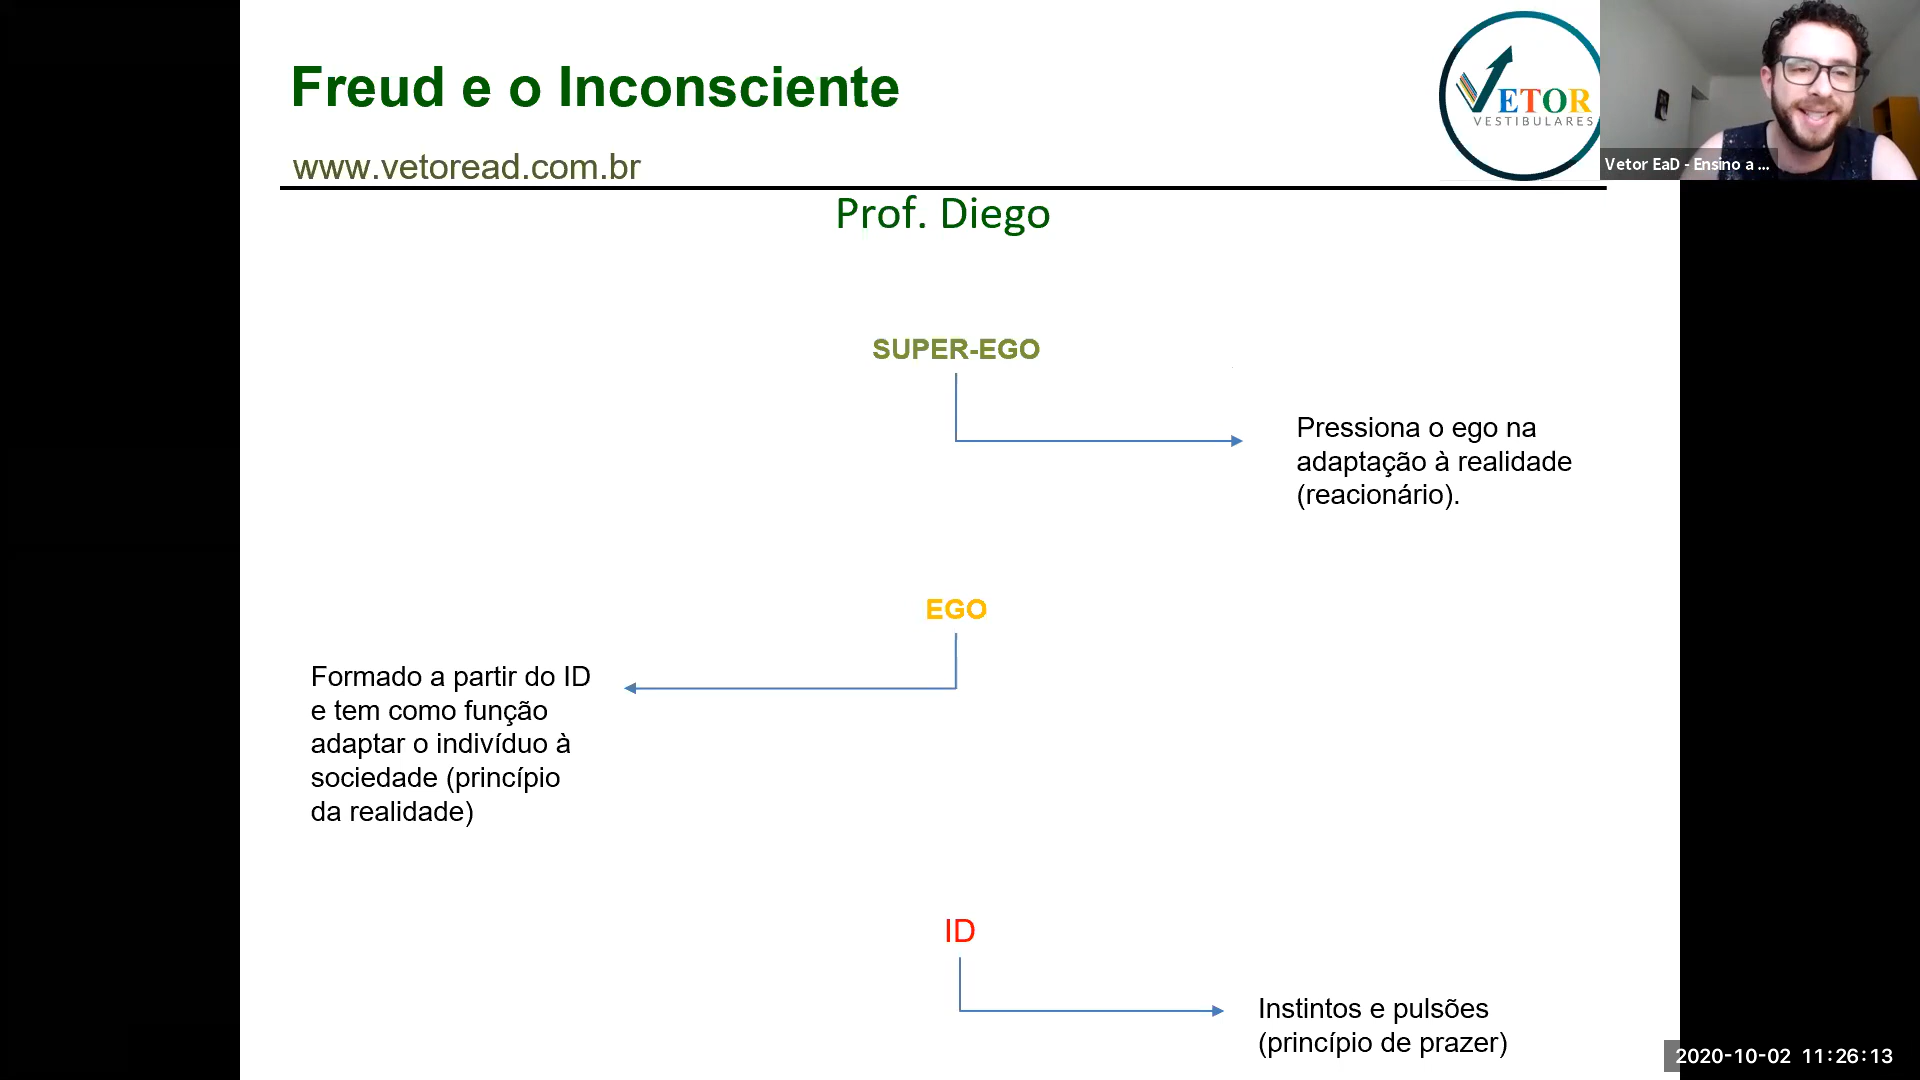 Freud e o Inconsciente
www.vetoread.com.br
VETOR
VESTIBULARES
Vetor EaD - Ensino a ...
Prof. Diego
SUPER-EGO
Pressiona o ego na
adaptação à realidade
(reacionário).
EGO
Formado a partir do ID
e tem como função
adaptar o indivíduo à
sociedade (princípio
da realidade)
ID
Instintos e pulsões
(princípio de prazer)
2020-10-02 11:26:13